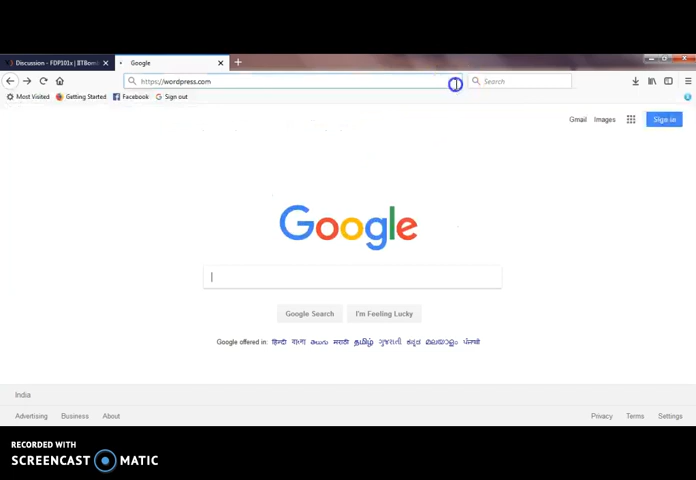 Discussion - FDP101x | IITBomb
Google
https://wordpress.com
Search
Most Visited
Getting Started
Facebook
Sign out
Gmail
Images
Sign in
Google
Google Search
I'm Feeling Lucky
Google offered in: हिन्दी বাংলা తెలుగు मराठी தமிழ் ગુજરાતી ಕನ್ನಡ മലയാളം ਪੰਜਾਬੀ
India
Advertising
Business
About
Privacy
Terms
Settings
RECORDED WITH
SCREENCAST MATIC